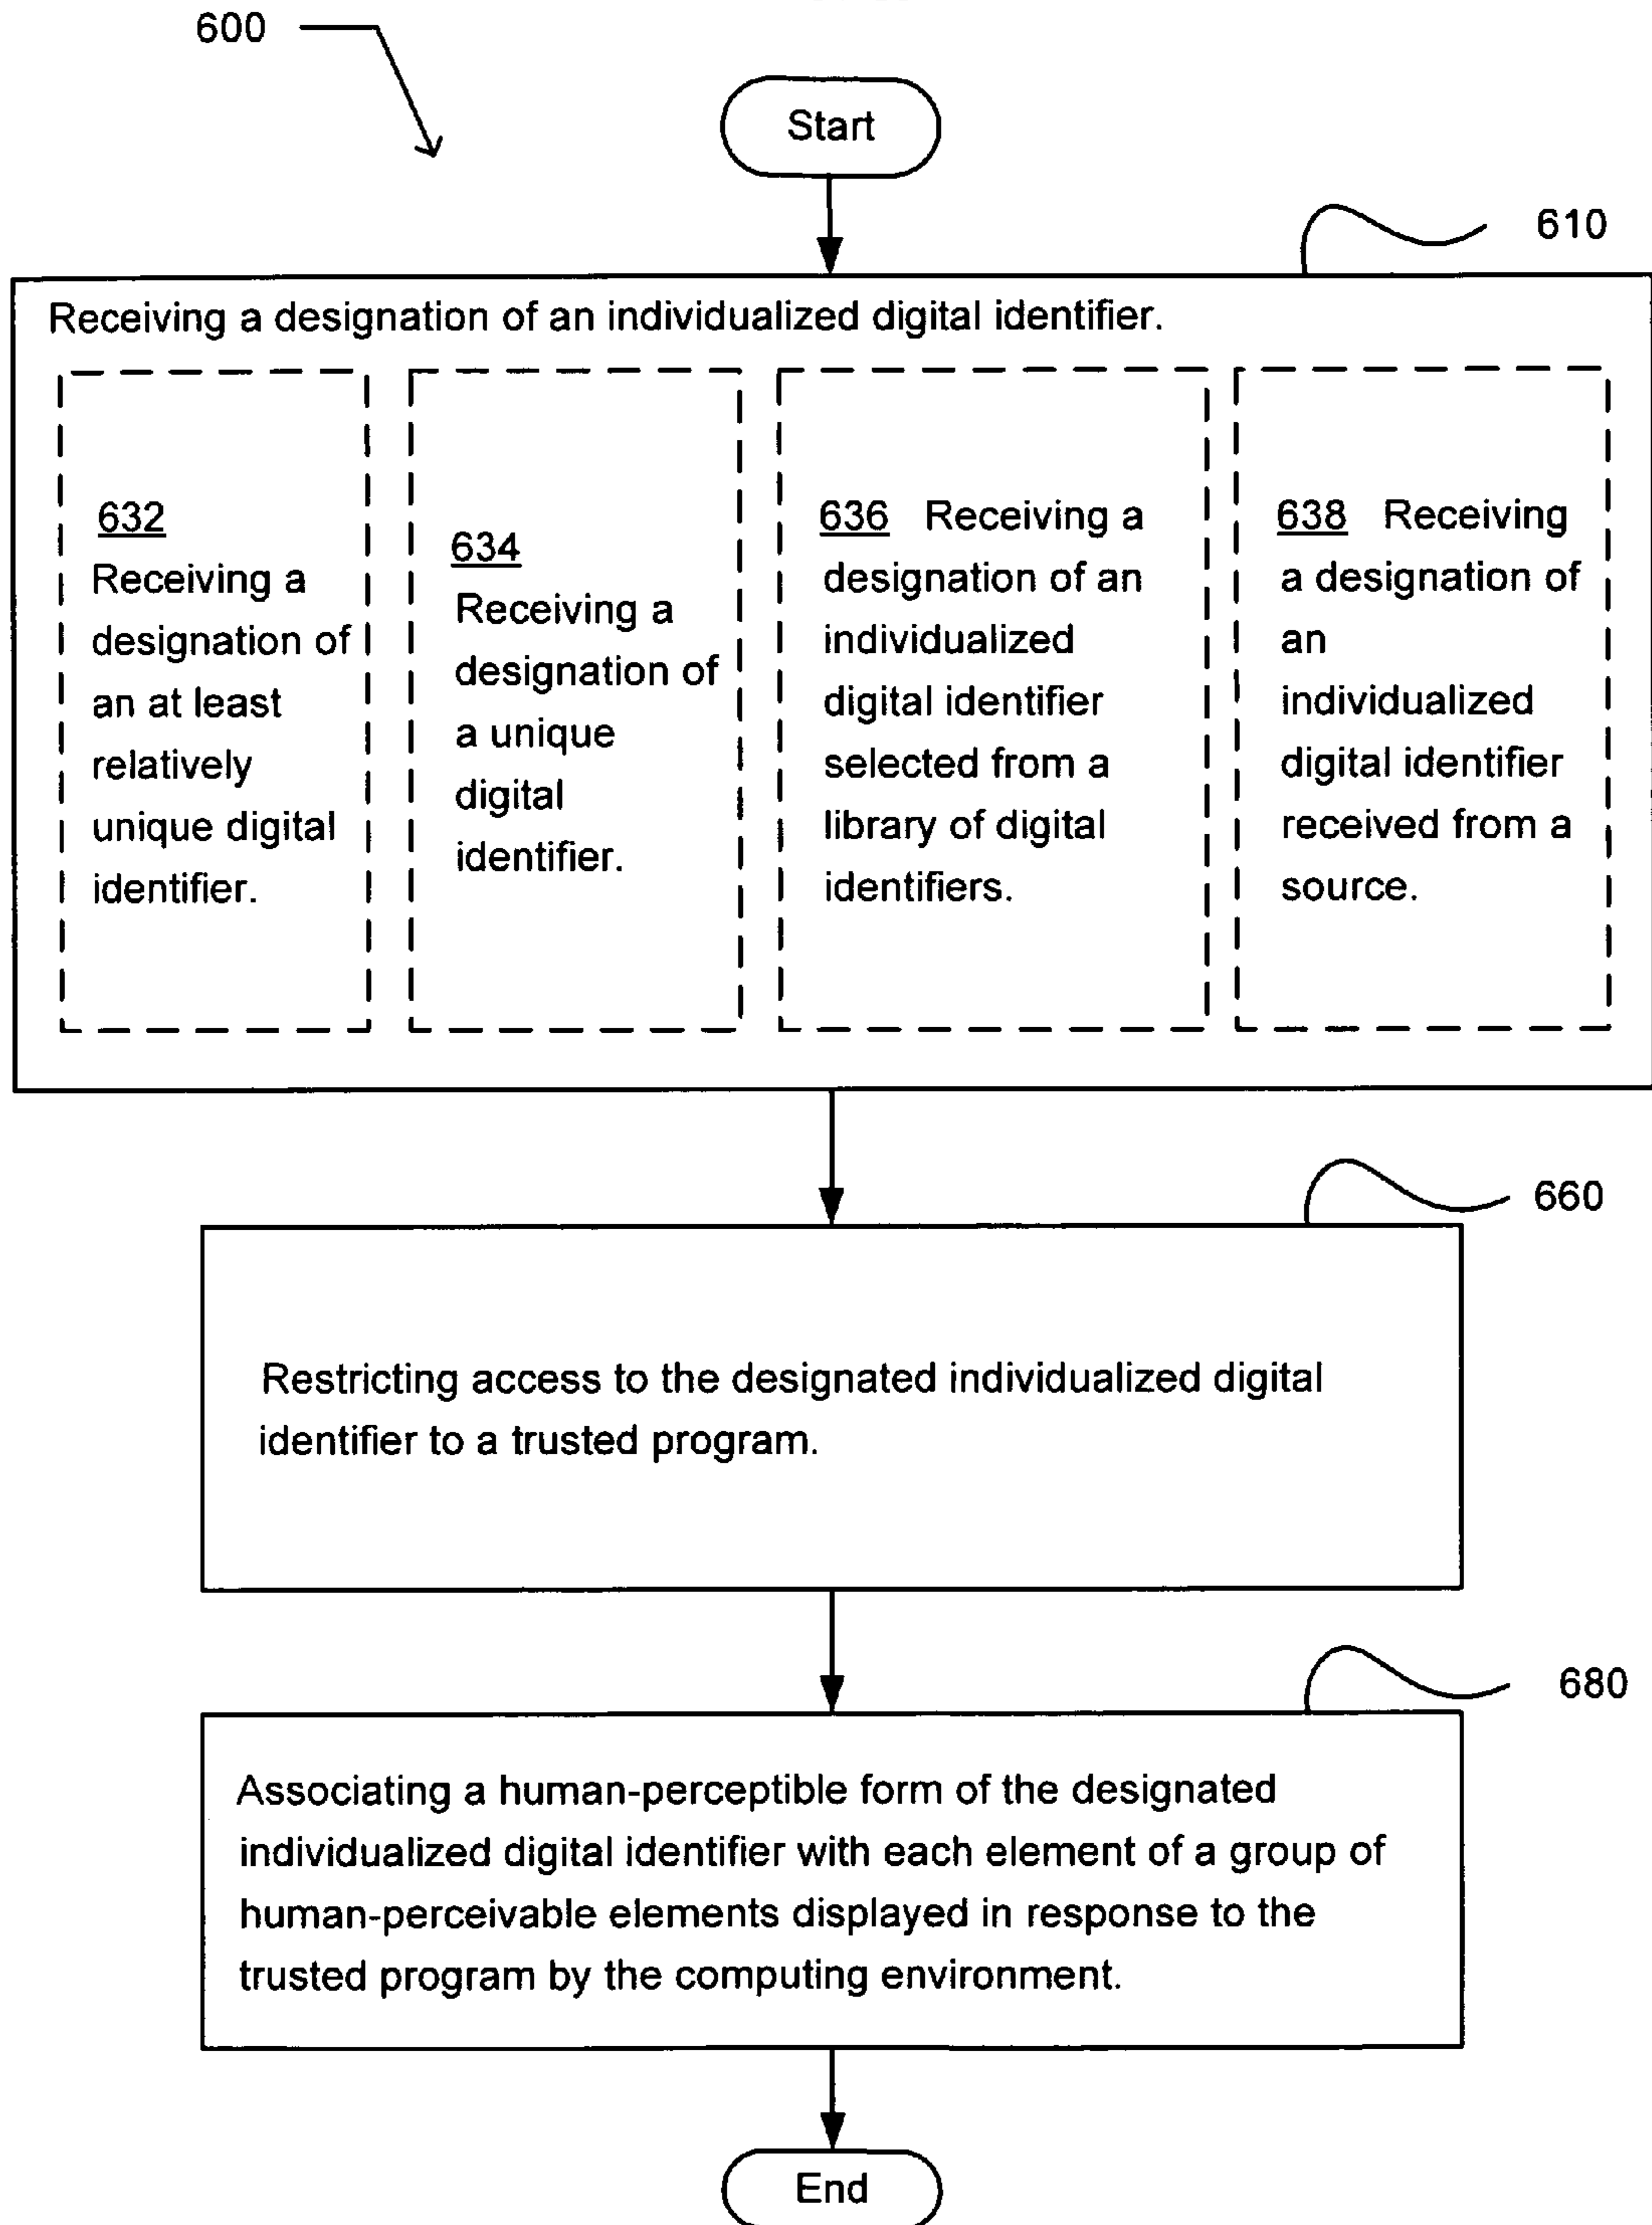 600
Start
610
Receiving a designation of an individualized digital identifier.
632
Receiving a
designation of
an at least
relatively
unique digital
identifier.
634
Receiving a
designation of
a unique
digital
identifier.
636 Receiving a
designation of an
individualized
digital identifier
selected from a
library of digital
identifiers.
638 Receiving
a designation of
an
individualized
digital identifier
received from a
source.
660
Restricting access to the designated individualized digital
identifier to a trusted program.
680
Associating a human-perceptible form of the designated
individualized digital identifier with each element of a group of
human-perceivable elements displayed in response to the
trusted program by the computing environment.
End